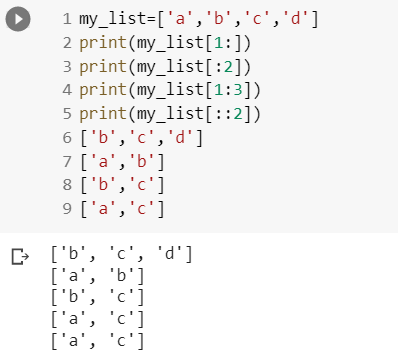 1 my_list=['a','b','c','d']
2 print(my_list[1:])
3 print(my_list[:2])
4 print(my_list[1:3])
5 print(my_list[::2])
6 ['b','c','d']
7 ['a','b']
8 ['b','c']
9 ['a','c']
['b', 'c', 'd']
['a', 'b']
['b', 'c']
['a', 'c']
['a', 'c']